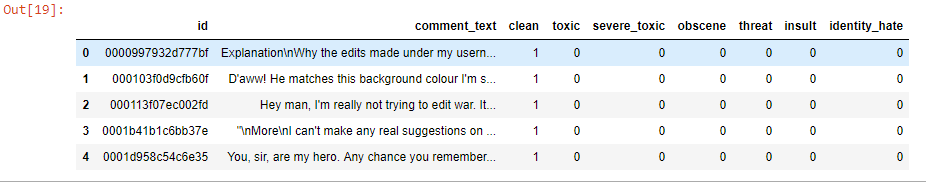 Out[19]:
id comment_text clean toxic severe_toxic obscene threat insult identity_hate
0 0000997932d777bf Explanation\nWhy the edits made under my usern... 1 0 0 0 0 0 0
1 000103f0d9cfb60f D'aww! He matches this background colour I'm s... 1 0 0 0 0 0 0
2 000113f07ec002fd Hey man, I'm really not trying to edit war. It... 1 0 0 0 0 0 0
3 0001b41b1c6bb37e "\nMore\nI can't make any real suggestions on ... 1 0 0 0 0 0 0
4 0001d958c54c6e35 You, sir, are my hero. Any chance you remember... 1 0 0 0 0 0 0